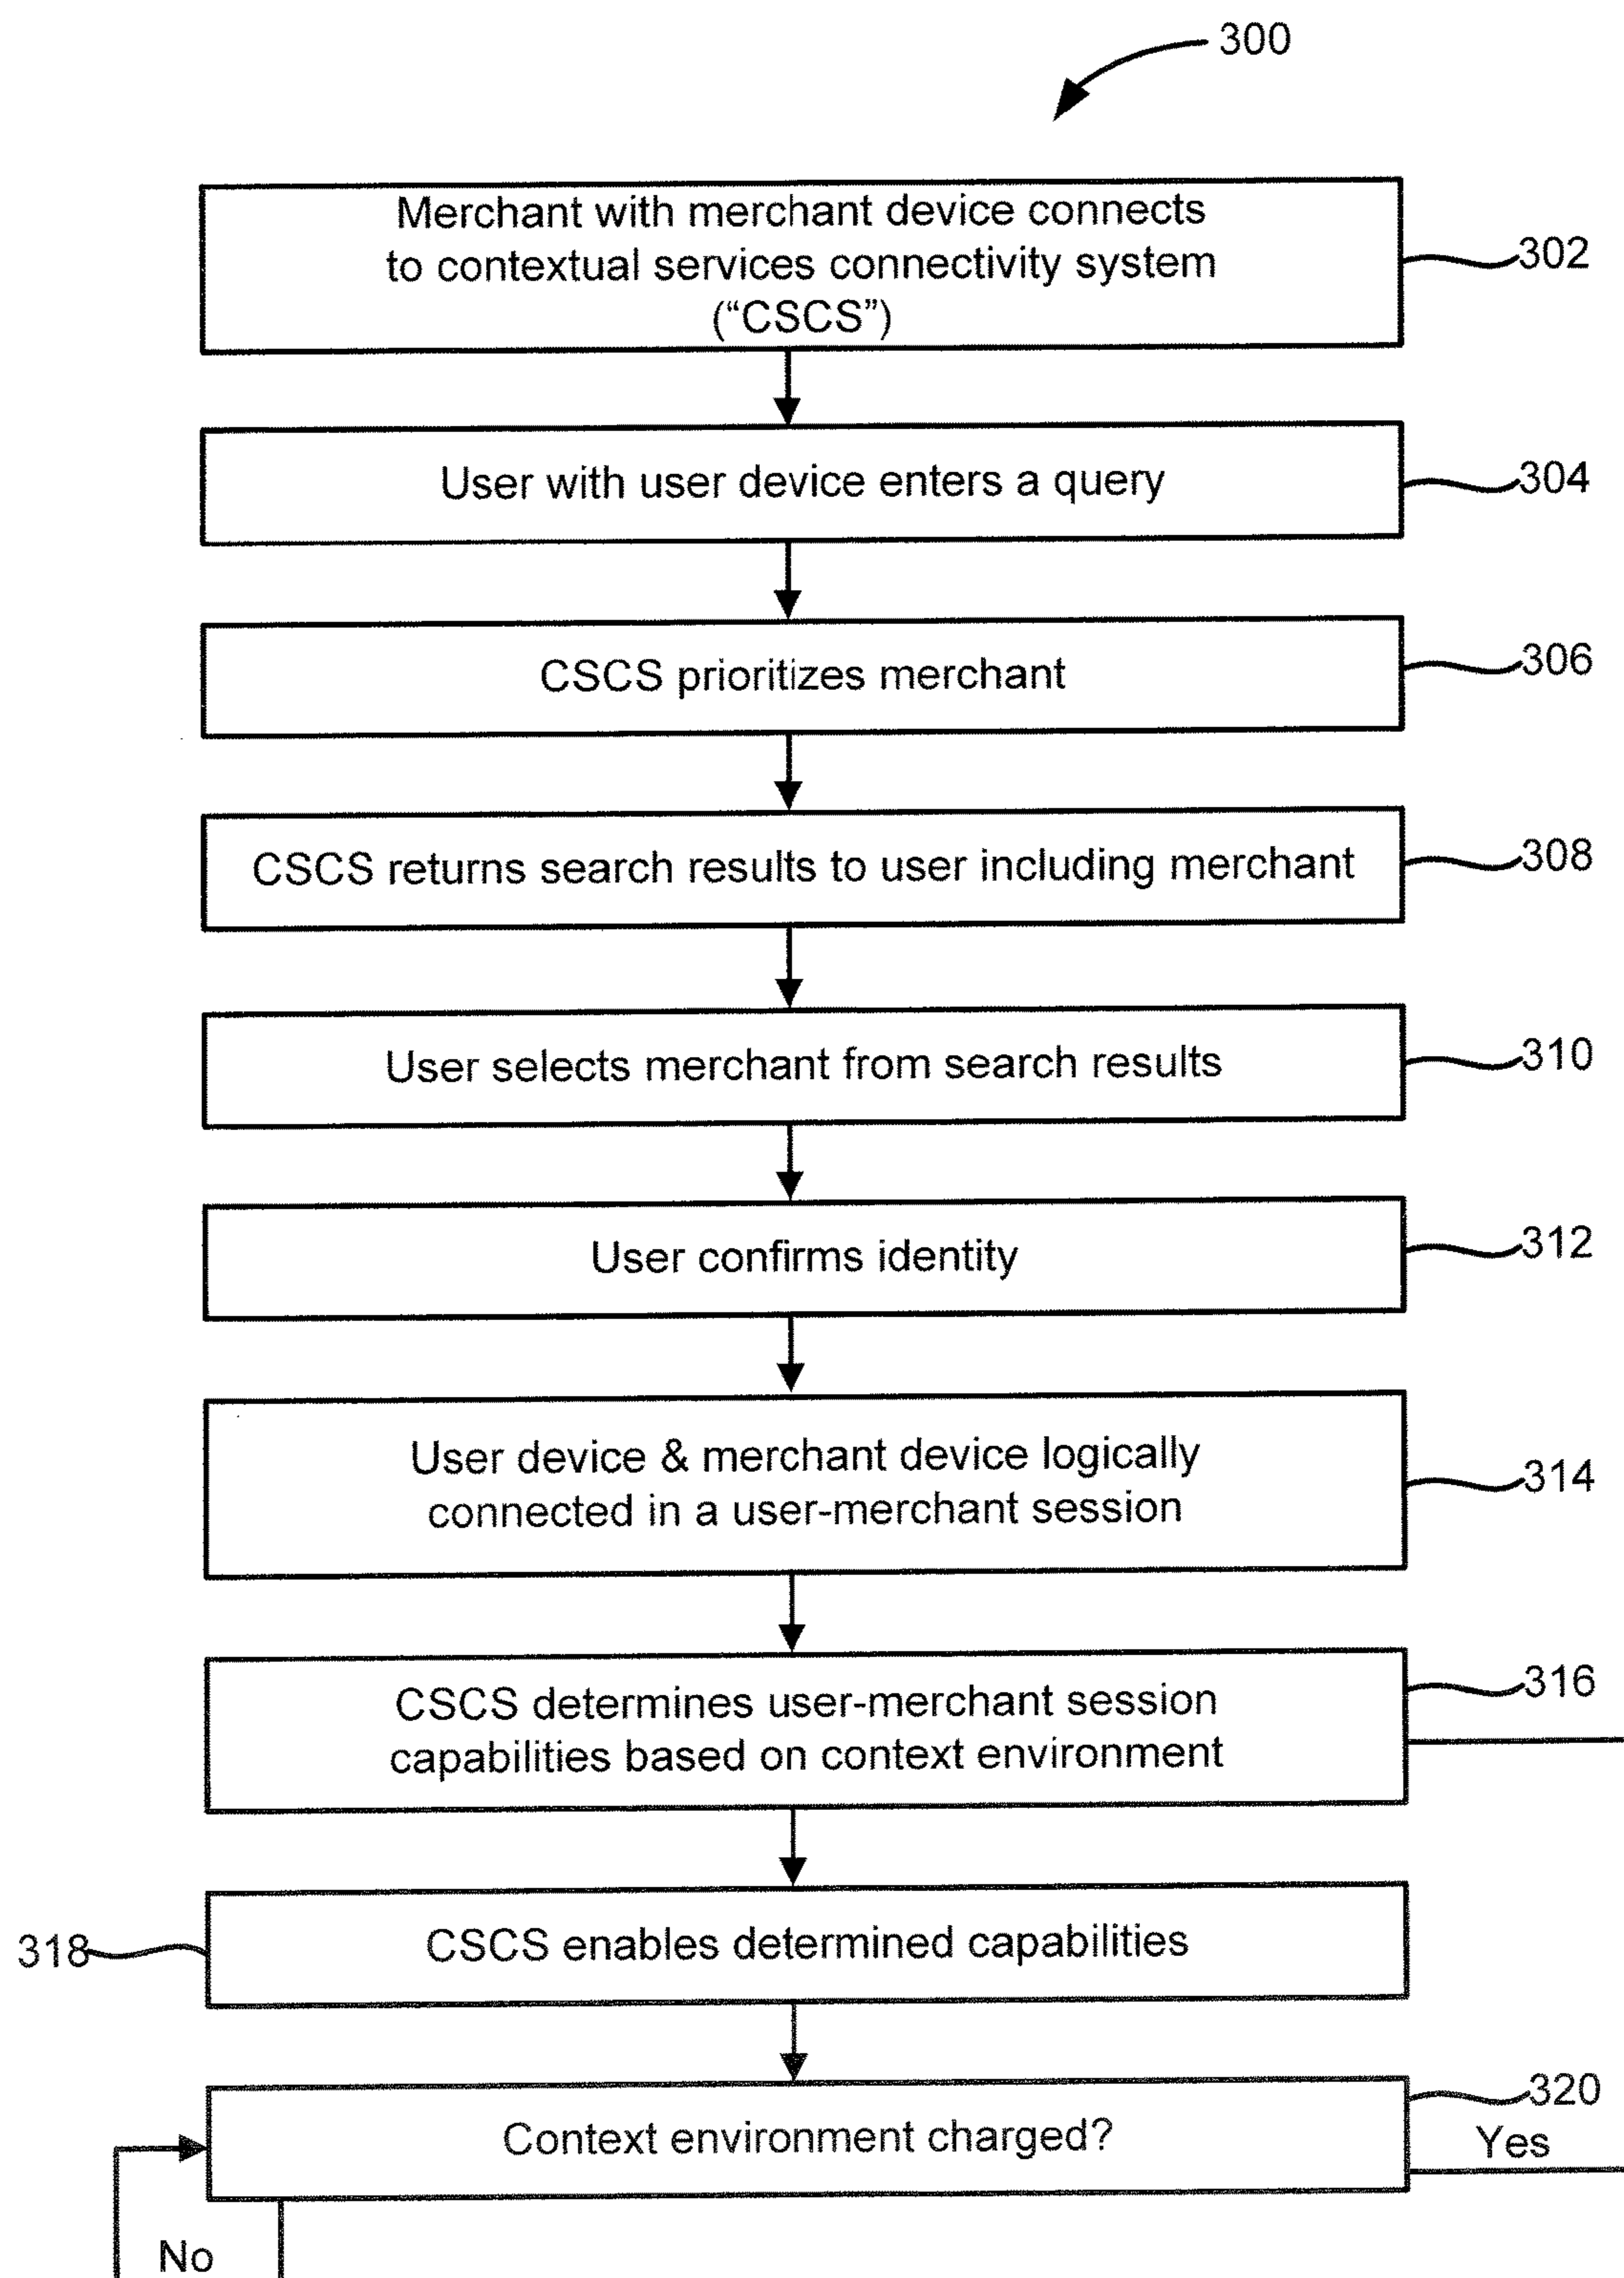 300
Merchant with merchant device connects
to contextual services connectivity system
(“CSCS”)
302
User with user device enters a query
304
CSCS prioritizes merchant
306
CSCS returns search results to user including merchant
308
User selects merchant from search results
310
User confirms identity
312
User device & merchant device logically
connected in a user-merchant session
314
CSCS determines user-merchant session
capabilities based on context environment
316
CSCS enables determined capabilities
318
Context environment charged?
320
Yes
No